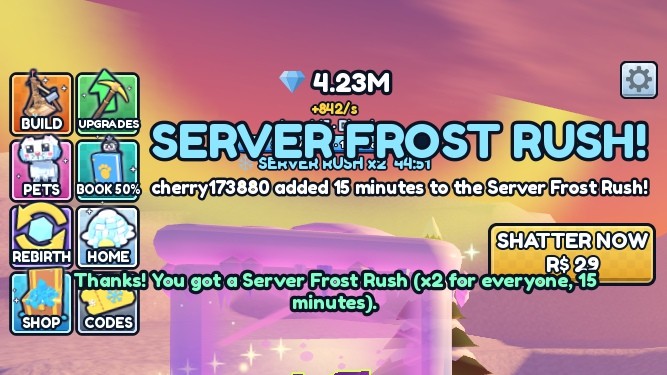 4.23M
+842/s
SERVER FROST RUSH!
SERVER RUSH x2 44:51
cherry173880 added 15 minutes to the Server Frost Rush!
BUILD
UPGRADES
PETS
BOOK 50%
REBIRTH
HOME
SHOP
CODES
SHATTER NOW
R$ 29
Thanks! You got a Server Frost Rush (x2 for everyone, 15
minutes).